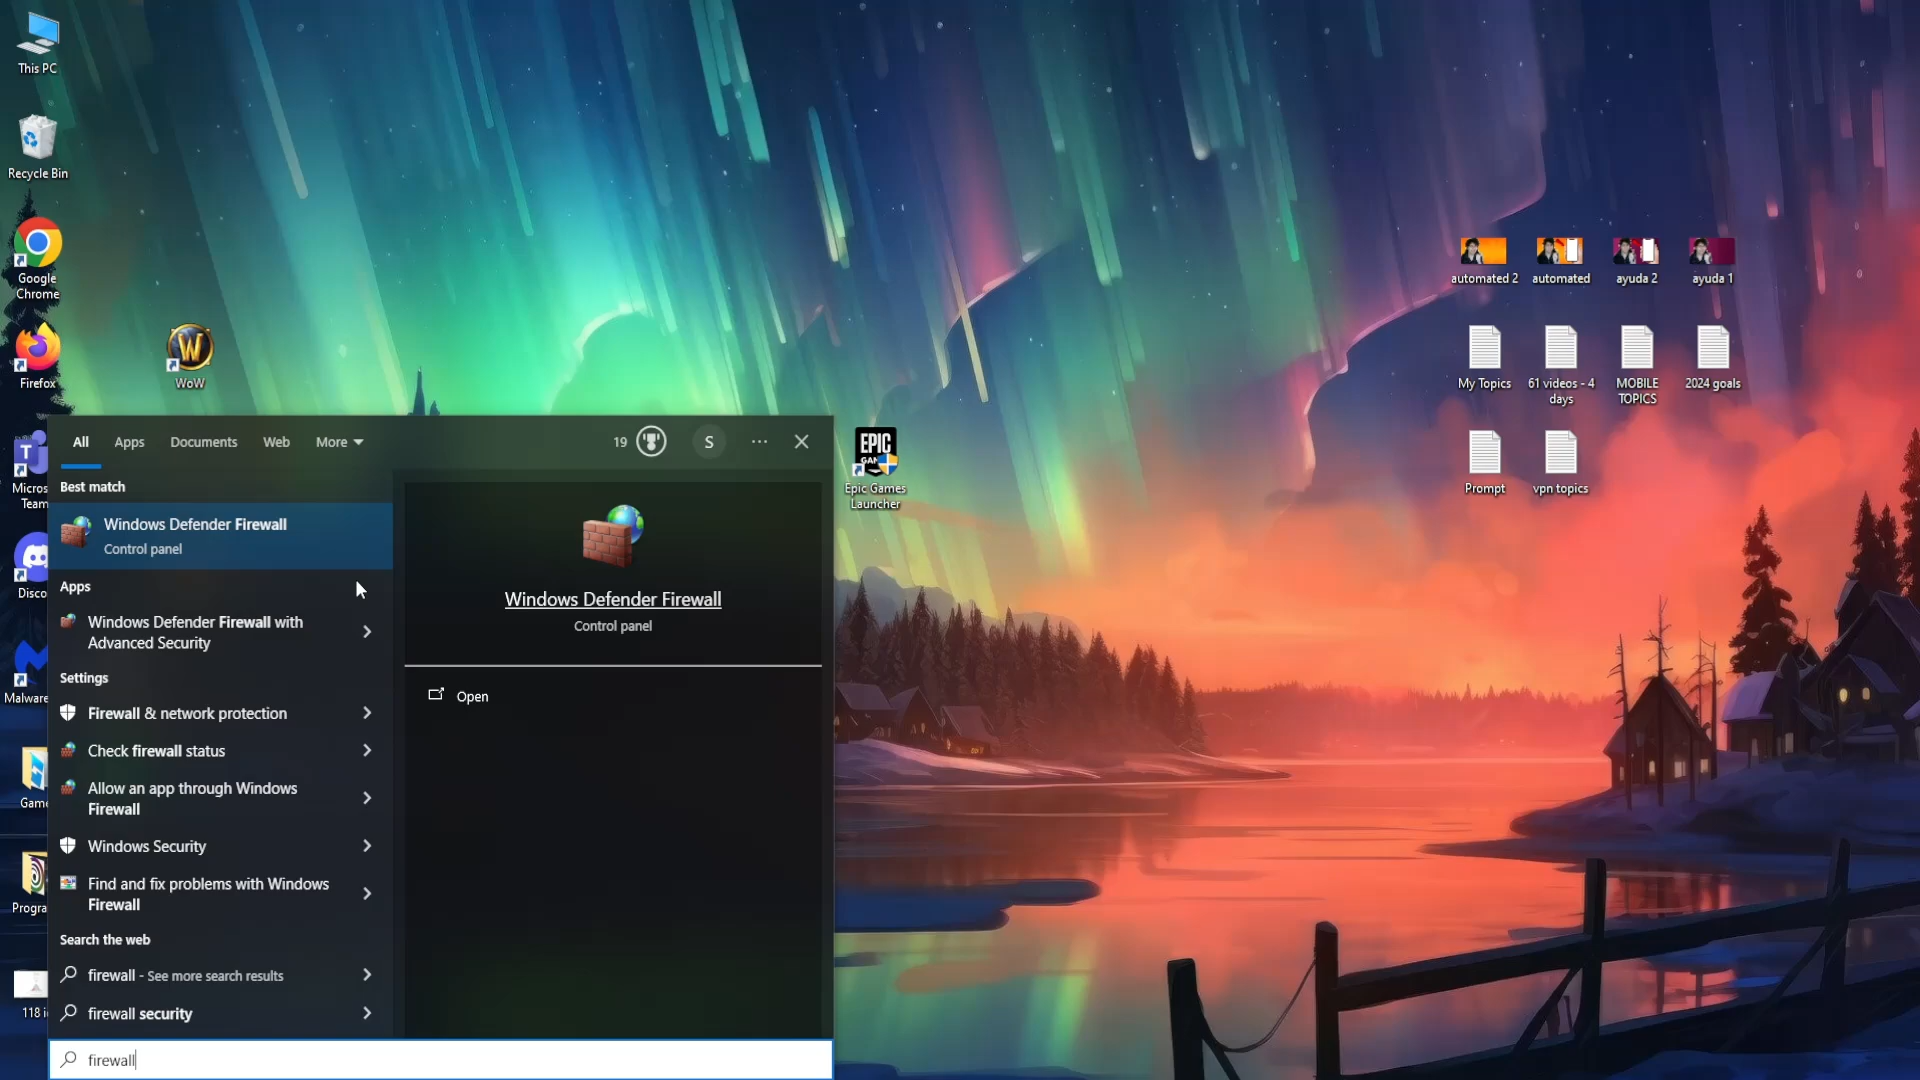 This PC
Recycle Bin
Google
Chrome
Firefox
WoW
Micros
Team
Disco
Malware
Game
Progra
118 i
All
Apps
Documents
Web
More
19
S
Best match
Windows Defender Firewall
Control panel
Apps
Windows Defender Firewall with
Advanced Security
Settings
Firewall & network protection
Check firewall status
Allow an app through Windows
Firewall
Windows Security
Find and fix problems with Windows
Firewall
Search the web
firewall - See more search results
firewall security
firewall
Windows Defender Firewall
Control panel
Open
EPIC
Epic Games
Launcher
automated 2
automated
ayuda 2
ayuda 1
My Topics
61 videos - 4
days
MOBILE
TOPICS
2024 goals
Prompt
vpn topics